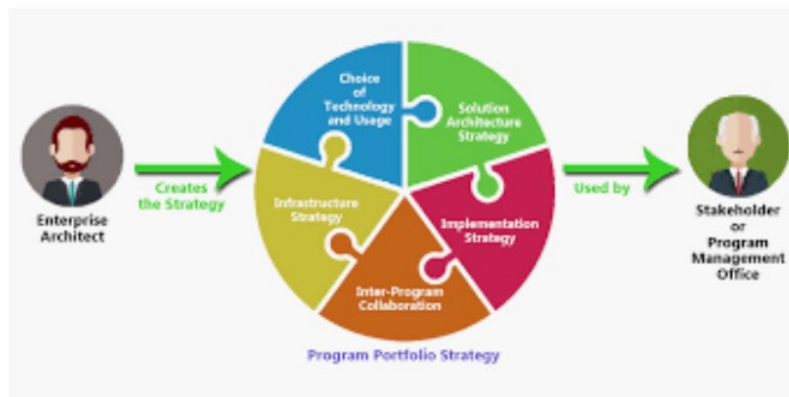 Enterprise
Architect
Creates
the Strategy
Choice
of
Technology
and Usage
Solution
Architecture
Strategy
Infrastructure
Strategy
Implementation
Strategy
Inter-Program
Collaboration
Program Portfolio Strategy
Used by
Stakeholder
or
Program
Management
Office